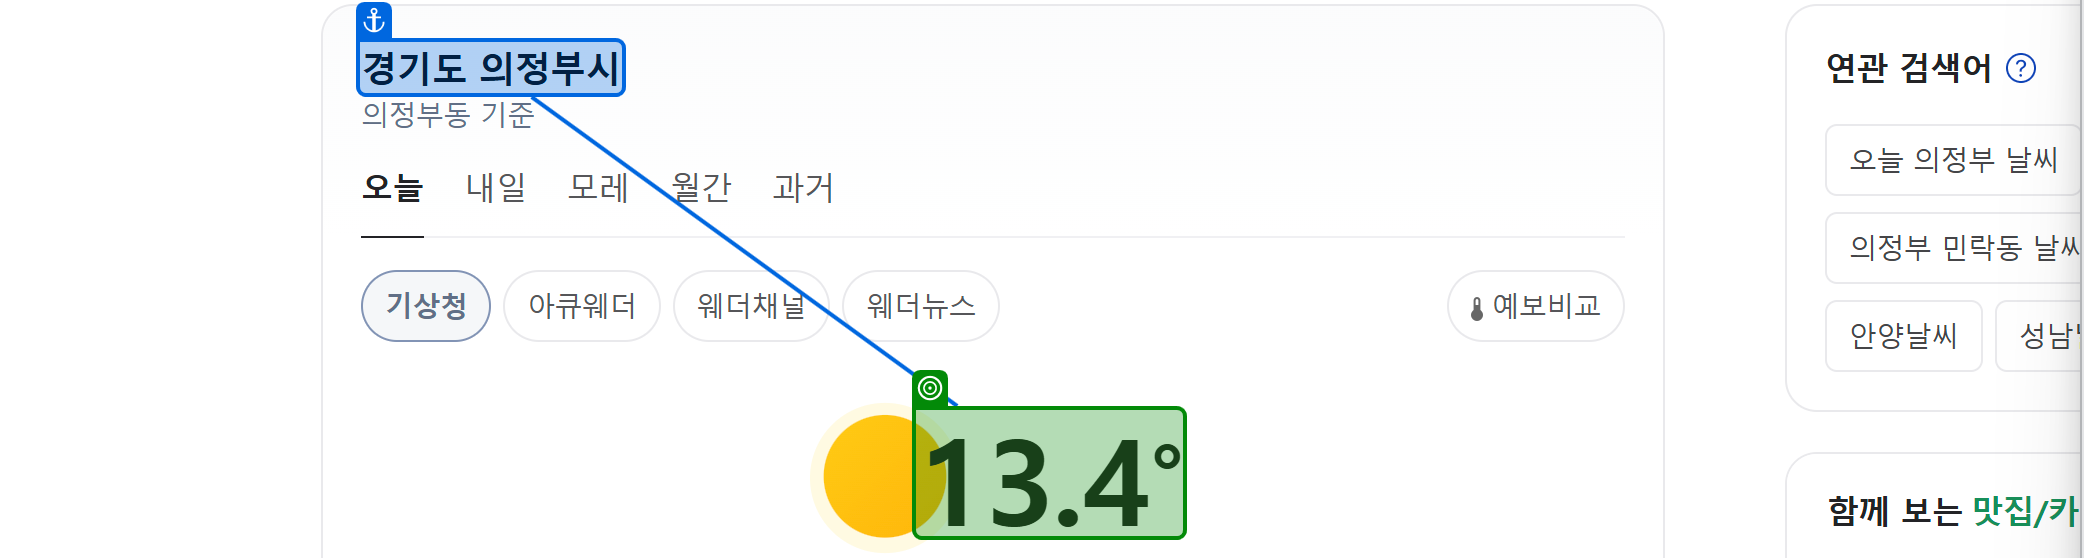 경기도 의정부시
의정부동 기준
오늘 내일 모레 월간 과거
기상청 아큐웨더 웨더채널 웨더뉴스 예보비교
13.4°
연관 검색어 ?
오늘 의정부 날씨
의정부 민락동 날씨
안양날씨 성남
함께 보는 맛집/카